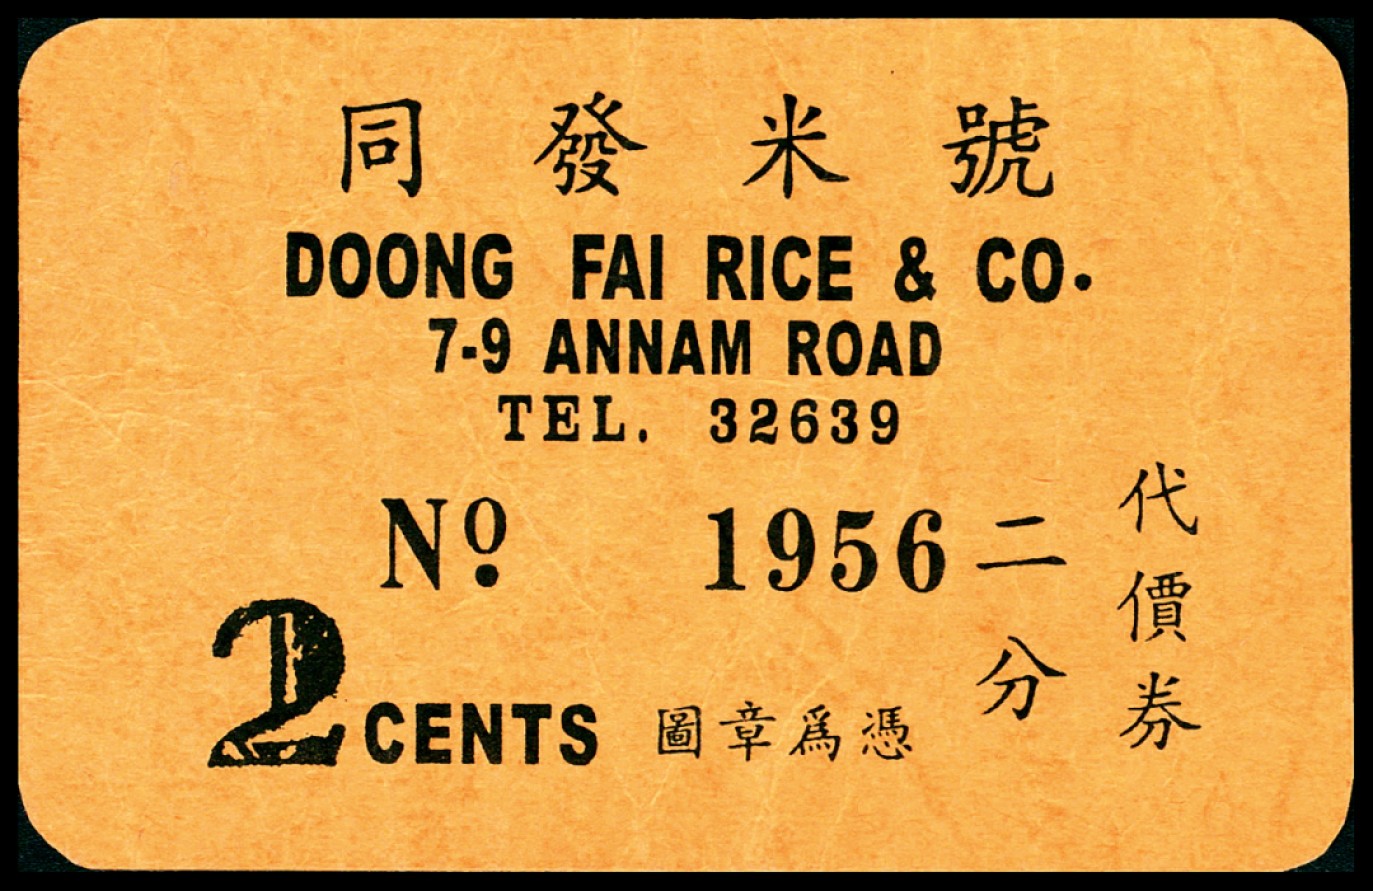 同發米號
DOONG FAI RICE & CO.
7-9 ANNAM ROAD
TEL. 32639
Nº 1956
代價券
二分
2 CENTS
圖章爲憑